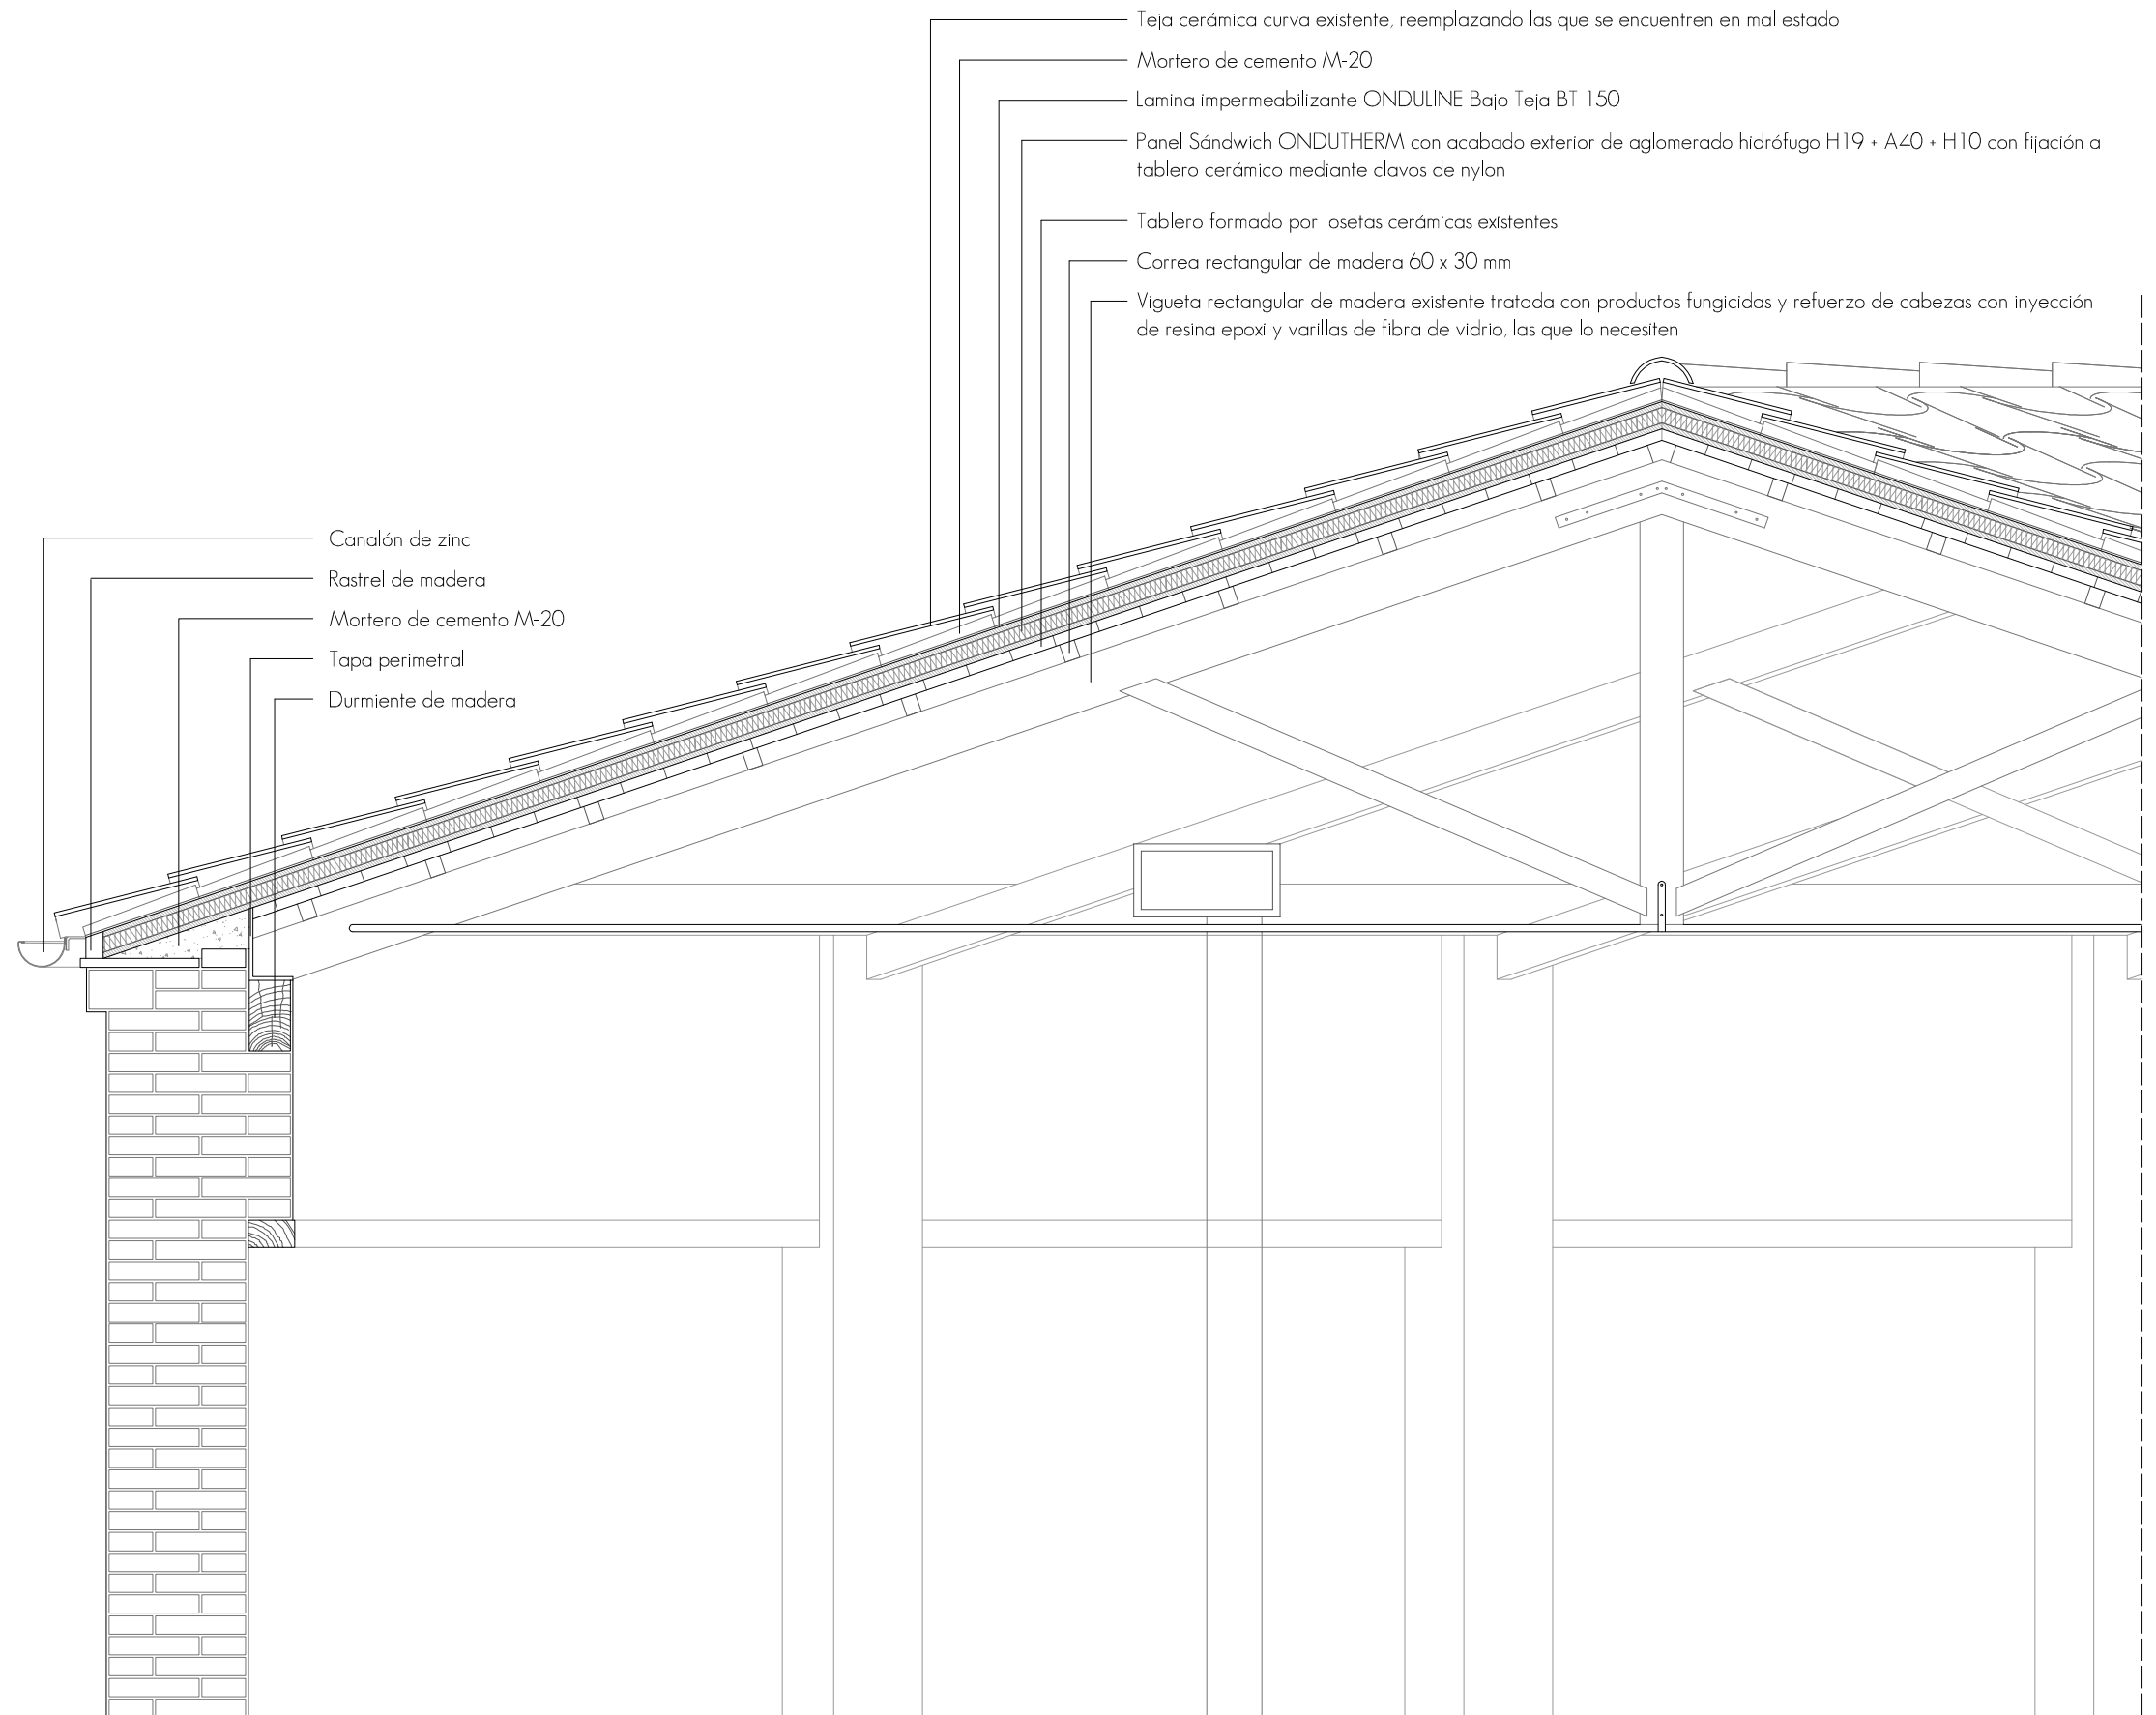 Teja cerámica curva existente, reemplazando las que se encuentren en mal estado
Mortero de cemento M-20
Lamina impermeabilizante ONDULINE Bajo Teja BT 150
Panel Sándwich ONDUTHERM con acabado exterior de aglomerado hidrófugo H19 + A40 + H10 con fijación a
tablero cerámico mediante clavos de nylon
Tablero formado por losetas cerámicas existentes
Correa rectangular de madera 60 x 30 mm
Vigueta rectangular de madera existente tratada con productos fungicidas y refuerzo de cabezas con inyección
de resina epoxi y varillas de fibra de vidrio, las que lo necesiten
Canalón de zinc
Rastrel de madera
Mortero de cemento M-20
Tapa perimetral
Durmiente de madera